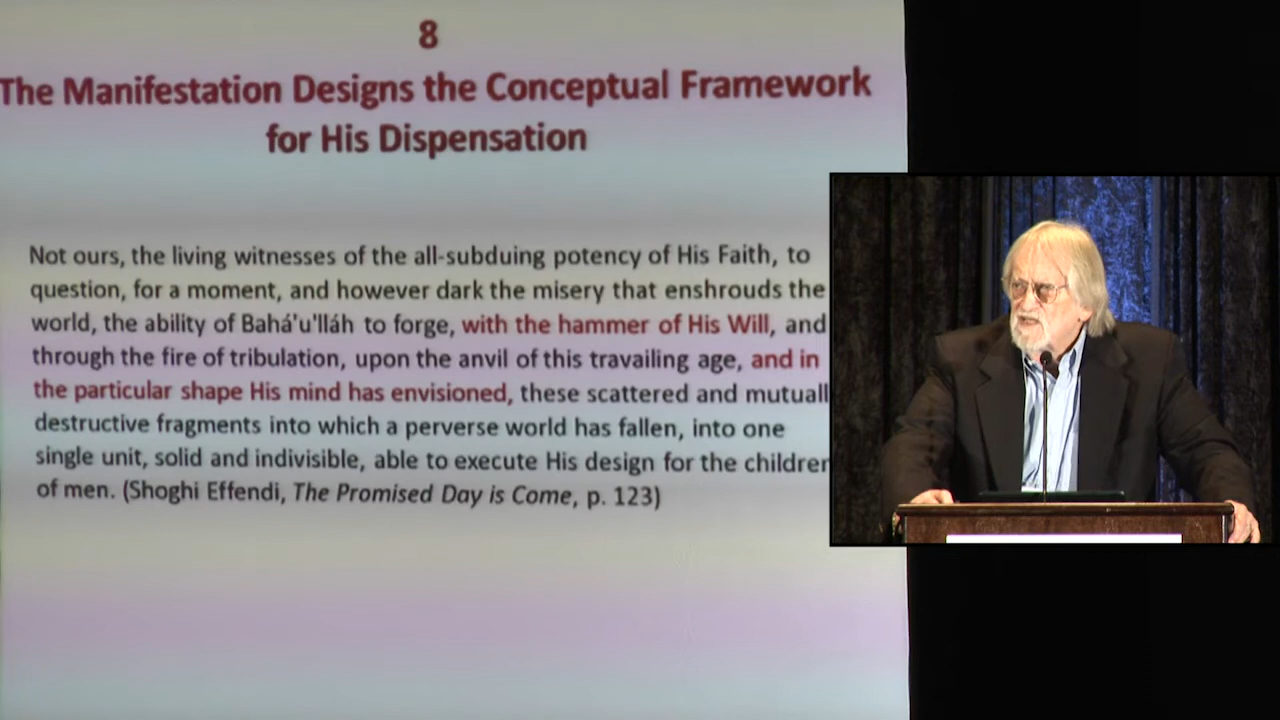 8
The Manifestation Designs the Conceptual Framework
for His Dispensation
Not ours, the living witnesses of the all-subduing potency of His Faith, to
question, for a moment, and however dark the misery that enshrouds the
world, the ability of Bahá'u'lláh to forge, with the hammer of His Will, and
through the fire of tribulation, upon the anvil of this travailing age, and in
the particular shape His mind has envisioned, these scattered and mutuall
destructive fragments into which a perverse world has fallen, into one
single unit, solid and indivisible, able to execute His design for the childrer
of men. (Shoghi Effendi, The Promised Day is Come, p. 123)